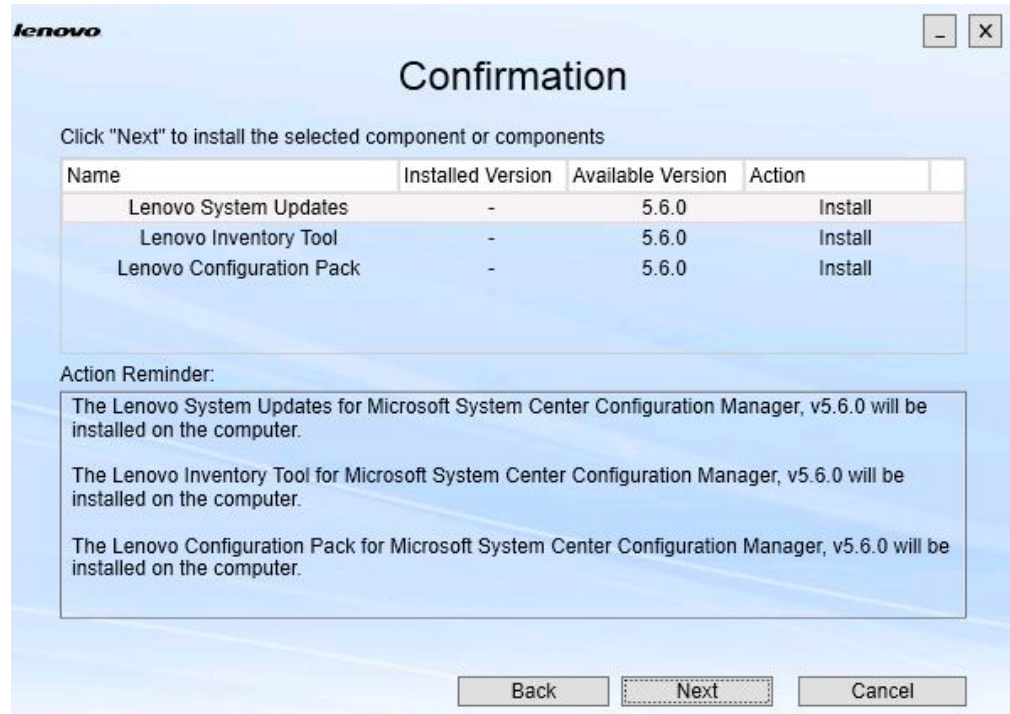 lenovo
Confirmation
Click "Next" to install the selected component or components
Name Installed Version Available Version Action
Lenovo System Updates - 5.6.0 Install
Lenovo Inventory Tool - 5.6.0 Install
Lenovo Configuration Pack - 5.6.0 Install
Action Reminder:
The Lenovo System Updates for Microsoft System Center Configuration Manager, v5.6.0 will be
installed on the computer.
The Lenovo Inventory Tool for Microsoft System Center Configuration Manager, v5.6.0 will be
installed on the computer.
The Lenovo Configuration Pack for Microsoft System Center Configuration Manager, v5.6.0 will be
installed on the computer.
Back Next Cancel